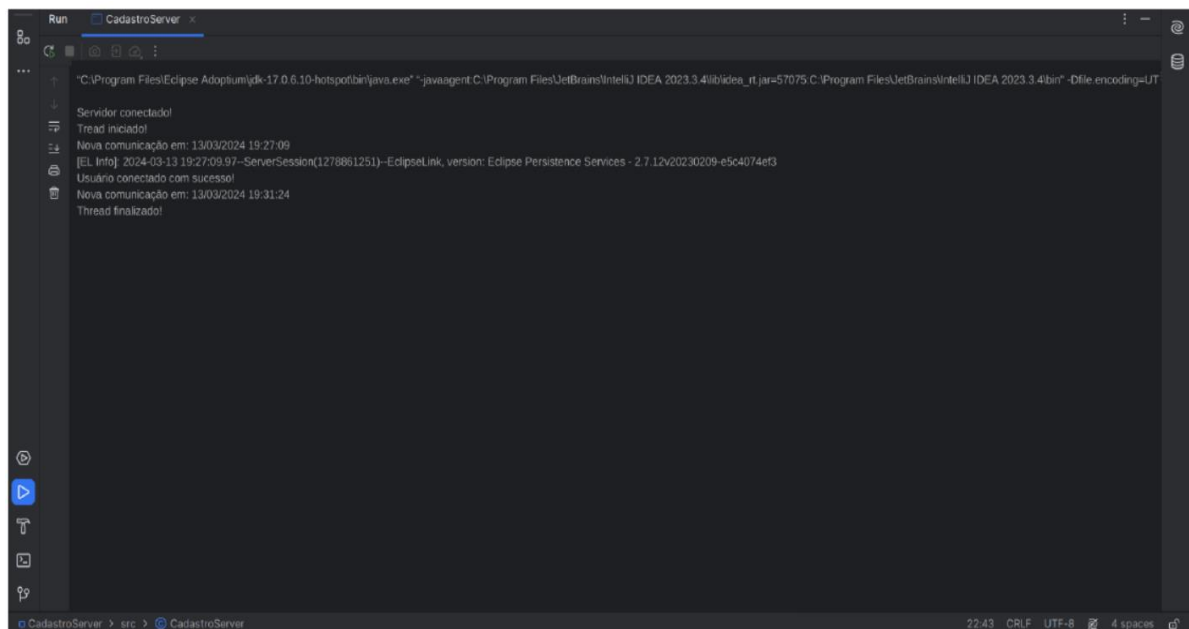 Run CadastroServer
"C:\Program Files\Eclipse Adoptium\jdk-17.0.6.10-hotspot\bin\java.exe" "-javaagent:C:\Program Files\JetBrains\IntelliJ IDEA 2023.3.4\lib\idea_rt.jar=57075:C:\Program Files\JetBrains\IntelliJ IDEA 2023.3.4\bin" -Dfile.encoding=UT
Servidor conectado!
Tread iniciado!
Nova comunicação em: 13/03/2024 19:27:09
[EL Info]: 2024-03-13 19:27:09.97--ServerSession(1278861251)--EclipseLink, version: Eclipse Persistence Services - 2.7.12v20230209-e5c4074ef3
Usuário conectado com sucesso!
Nova comunicação em: 13/03/2024 19:31:24
Thread finalizado!
CadastroServer > src > CadastroServer 22:43 CRLF UTF-8 4 spaces